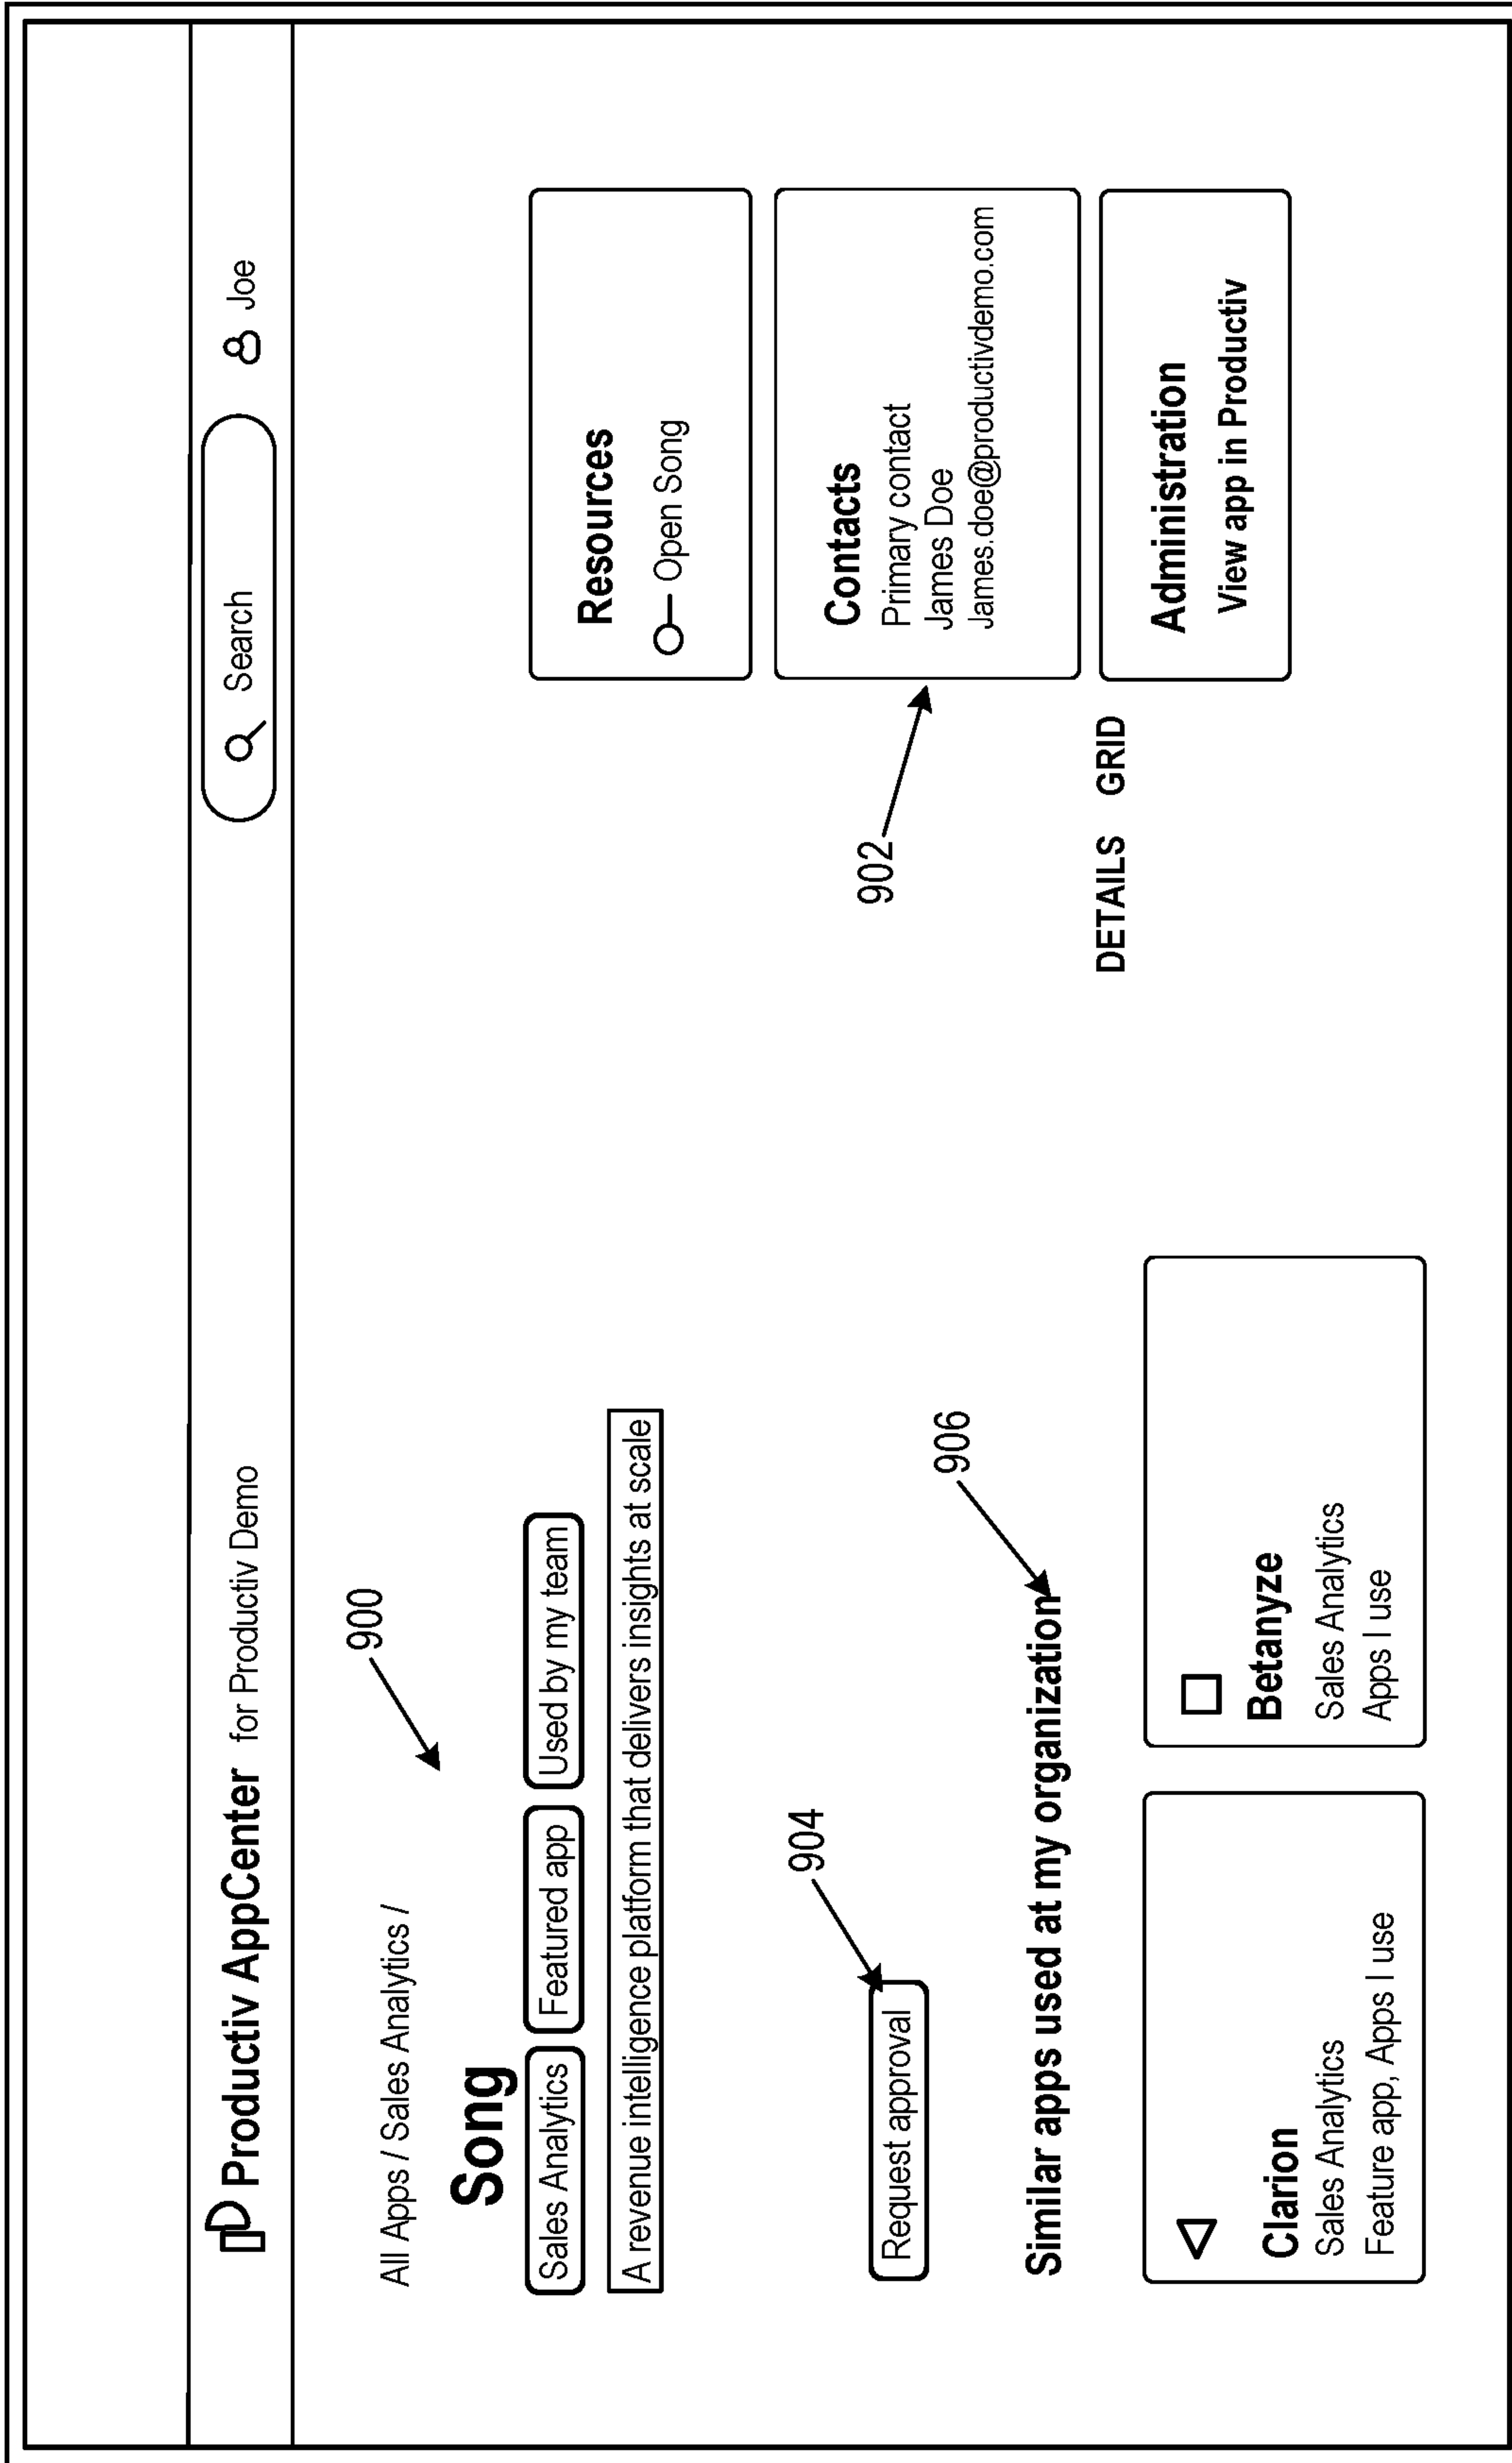 Productiv AppCenter for Productiv Demo
Search
Joe
900
All Apps / Sales Analytics /
Song
Sales Analytics
Featured app
Used by my team
A revenue intelligence platform that delivers insights at scale
Resources
Open Song
904
Request approval
902
Contacts
Primary contact
James Doe
James.doe@productivdemo.com
906
Similar apps used at my organization
DETAILS GRID
Administration
View app in Productiv
Clarion
Sales Analytics
Feature app, Apps I use
Betanyze
Sales Analytics
Apps I use